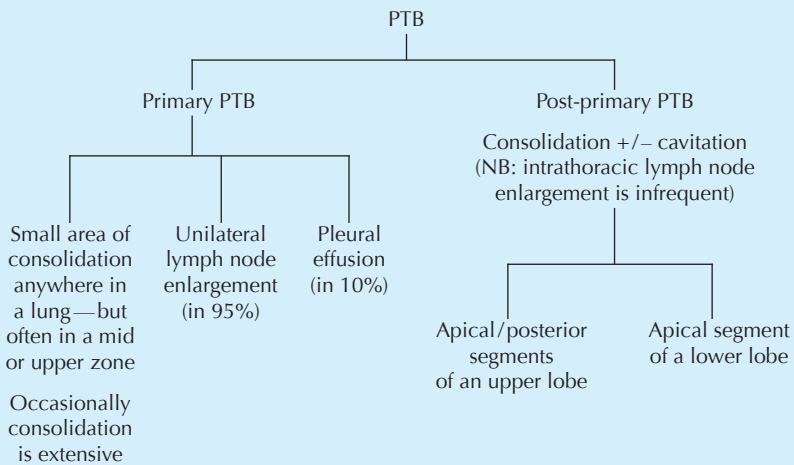 PTB
Primary PTB
Small area of
consolidation
anywhere in
a lung—but
often in a mid
or upper zone
Occasionally
consolidation
is extensive
Unilateral
lymph node
enlargement
(in 95%)
Pleural
effusion
(in 10%)
Post-primary PTB
Consolidation +/– cavitation
(NB: intrathoracic lymph node
enlargement is infrequent)
Apical/posterior
segments
of an upper lobe
Apical segment
of a lower lobe